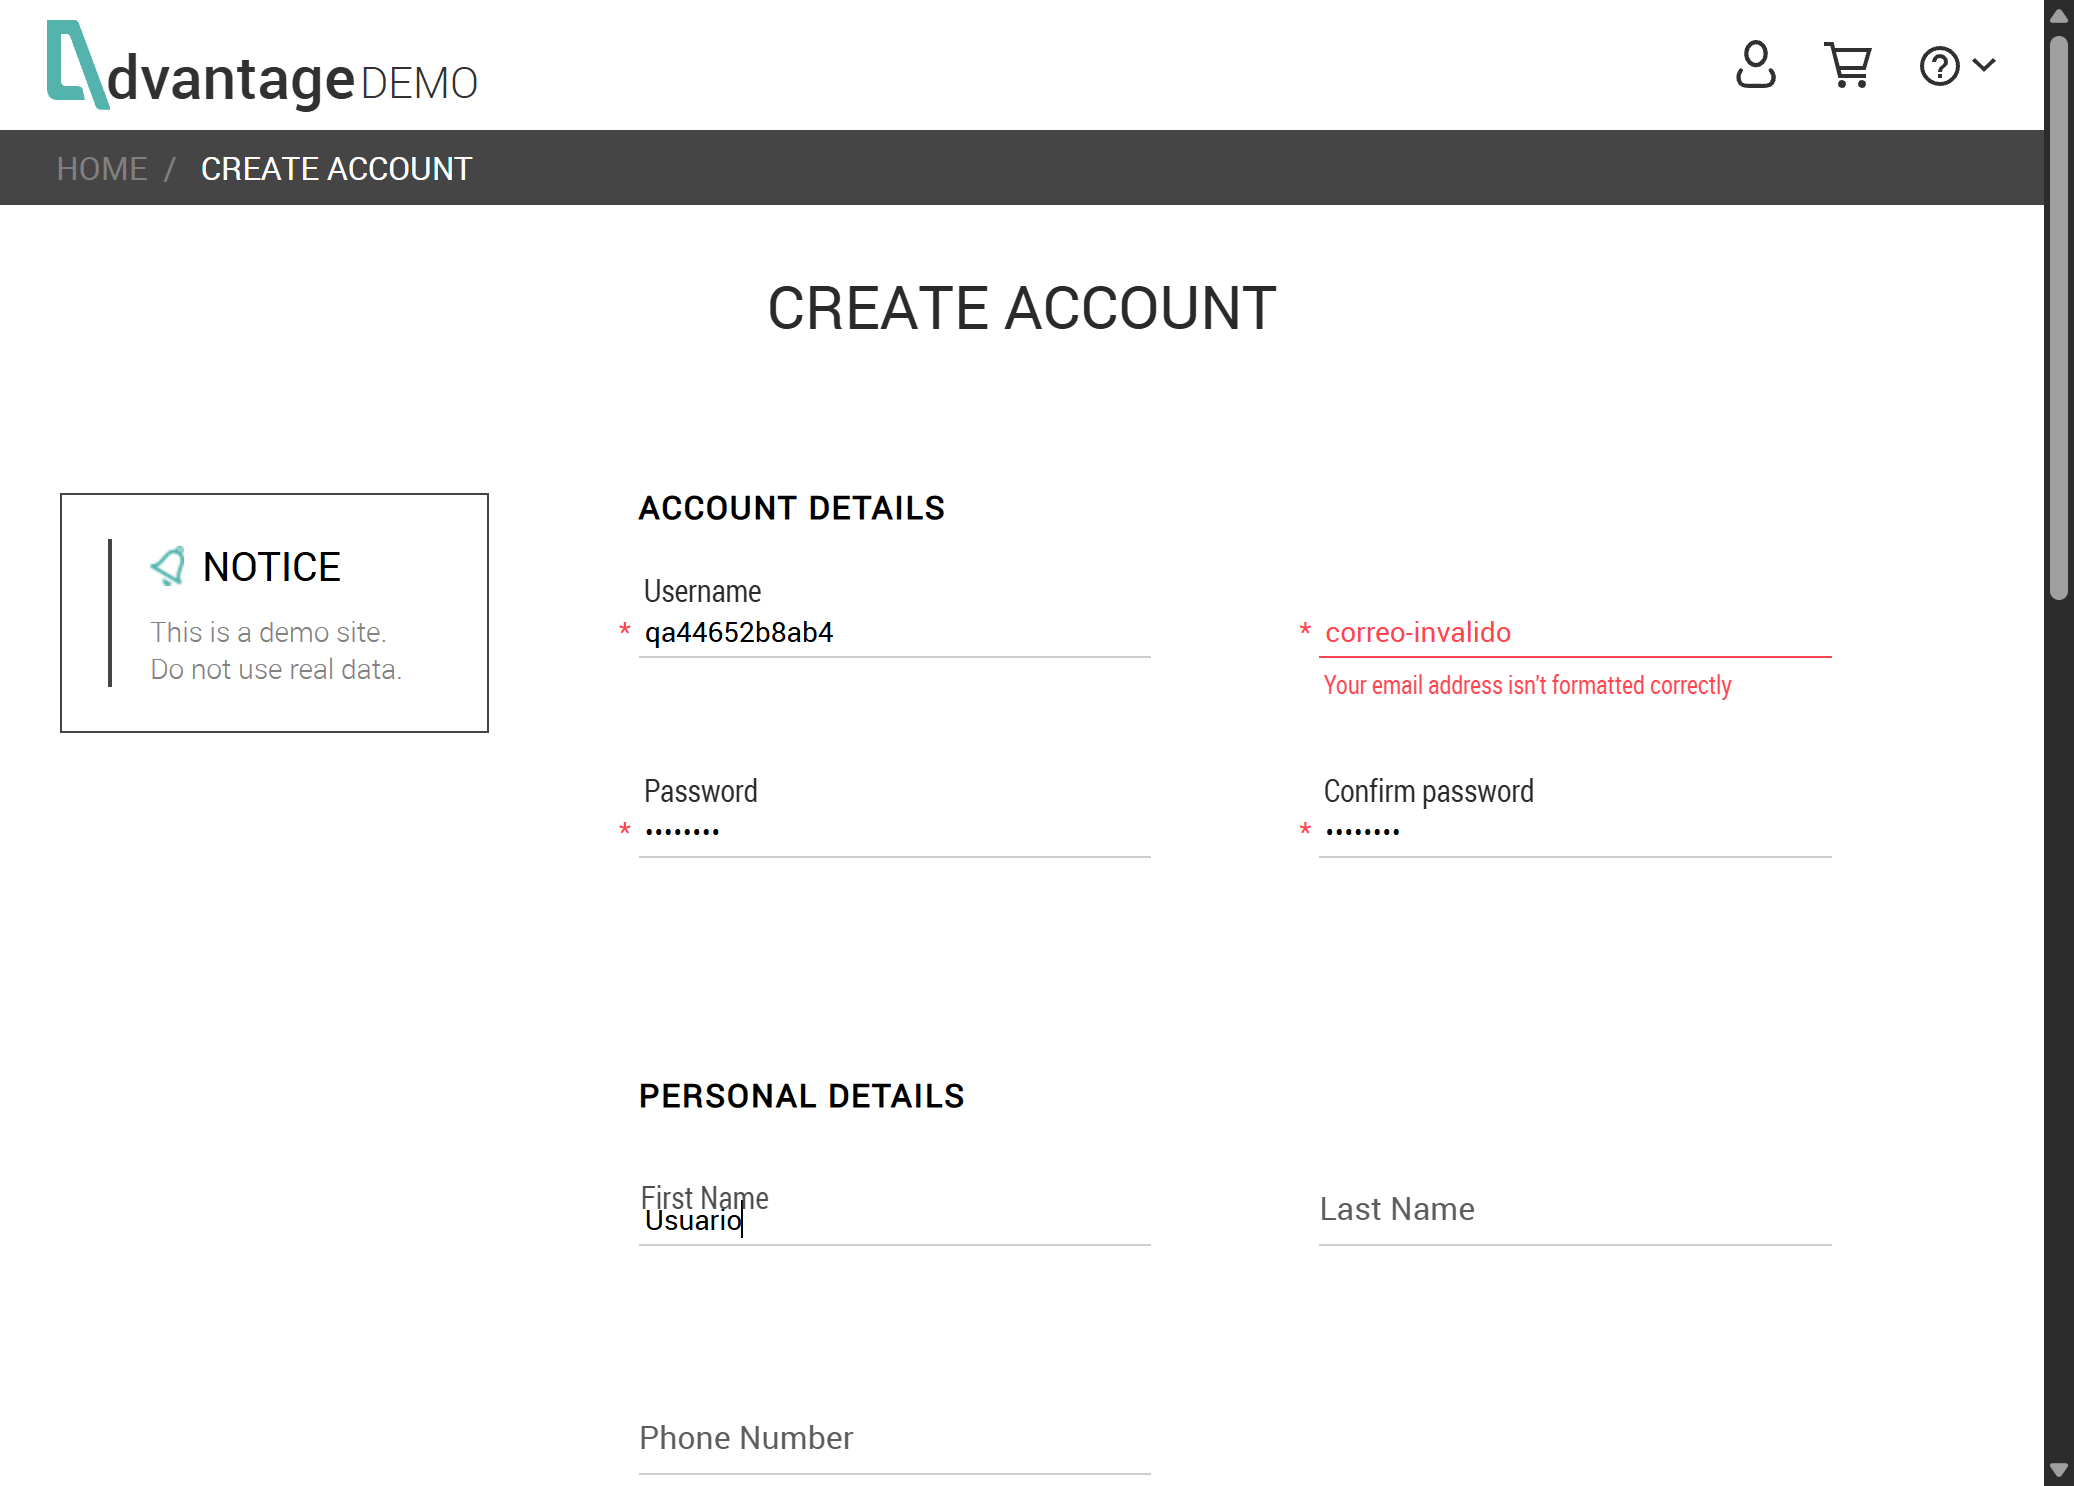 dvantage DEMO
HOME / CREATE ACCOUNT
CREATE ACCOUNT
NOTICE
This is a demo site.
Do not use real data.
ACCOUNT DETAILS
Username
* qa44652b8ab4
* correo-invalido
Your email address isn't formatted correctly
Password
* ••••••••
Confirm password
* ••••••••
PERSONAL DETAILS
First Name
Usuario
Last Name
Phone Number